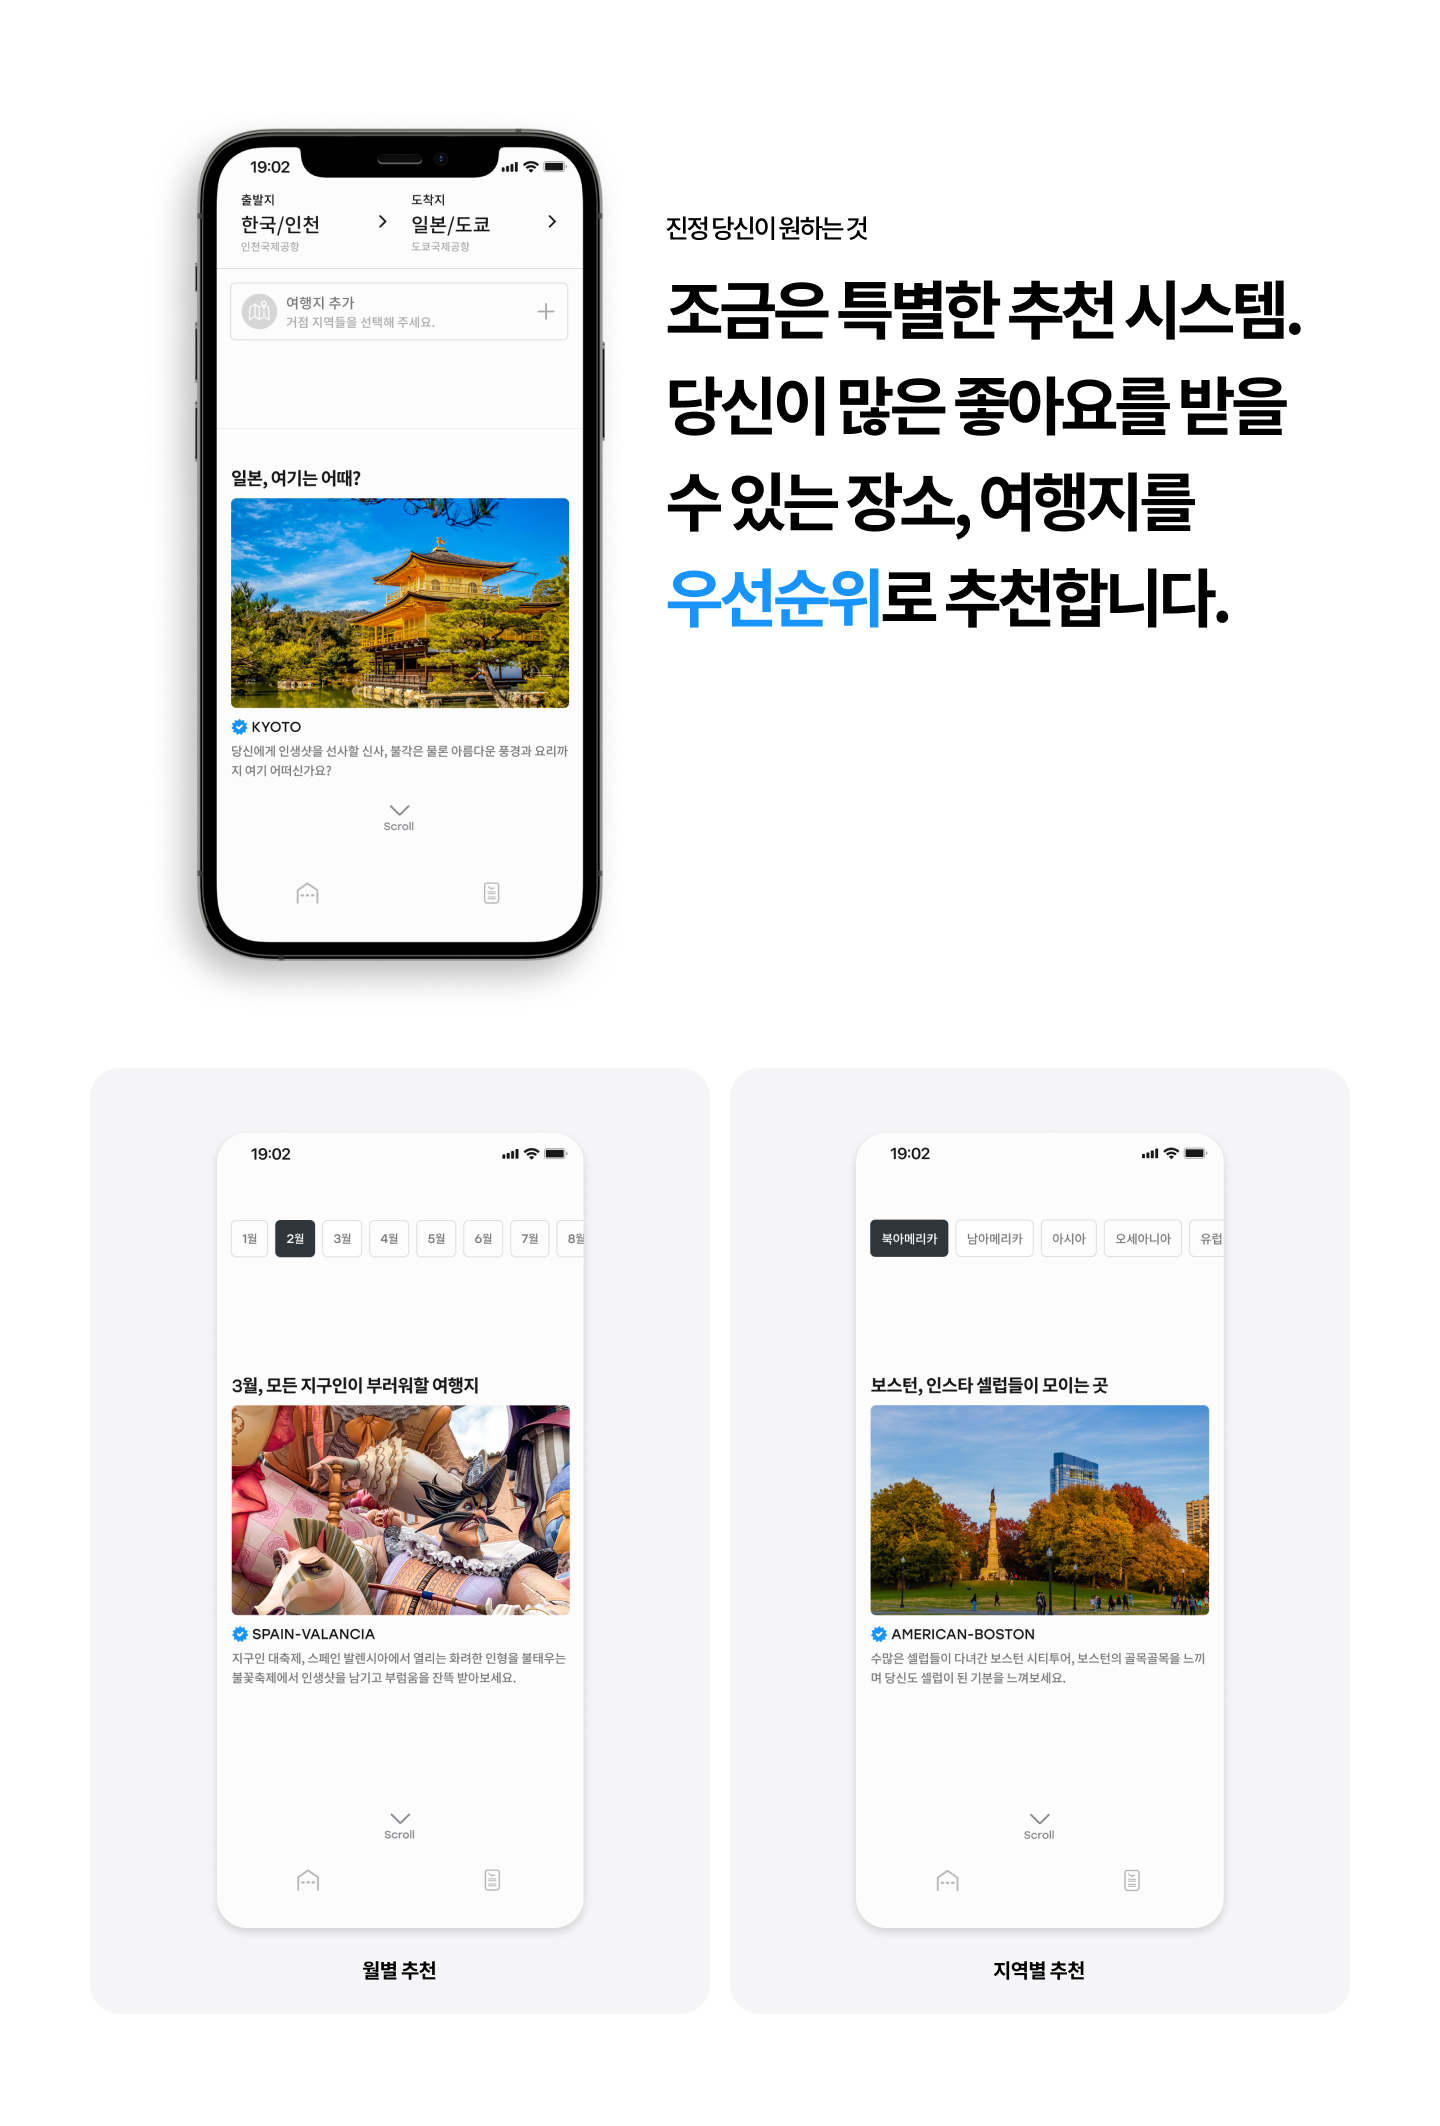 19:02
출발지
한국/인천
인천국제공항
도착지
일본/도쿄
도쿄국제공항
여행지 추가
거점 지역들을 선택해 주세요.
일본, 여기는 어때?
KYOTO
당신에게 인생샷을 선사할 신사, 불각은 물론 아름다운 풍경과 요리까
지 여기 어떠신가요?
Scroll
진정 당신이 원하는 것
조금은 특별한 추천 시스템.
당신이 많은 좋아요를 받을
수 있는 장소, 여행지를
우선순위로 추천합니다.
19:02
1월 2월 3월 4월 5월 6월 7월 8월
3월, 모든 지구인이 부러워할 여행지
SPAIN-VALANCIA
지구인 대축제, 스페인 발렌시아에서 열리는 화려한 인형을 불태우는
불꽃축제에서 인생샷을 남기고 부럼움을 잔뜩 받아보세요.
Scroll
월별 추천
19:02
북아메리카 남아메리카 아시아 오세아니아 유럽
보스턴, 인스타 셀럽들이 모이는 곳
AMERICAN-BOSTON
수많은 셀럽들이 다녀간 보스턴 시티투어, 보스턴의 골목골목을 느끼
며 당신도 셀럽이 된 기분을 느껴보세요.
Scroll
지역별 추천